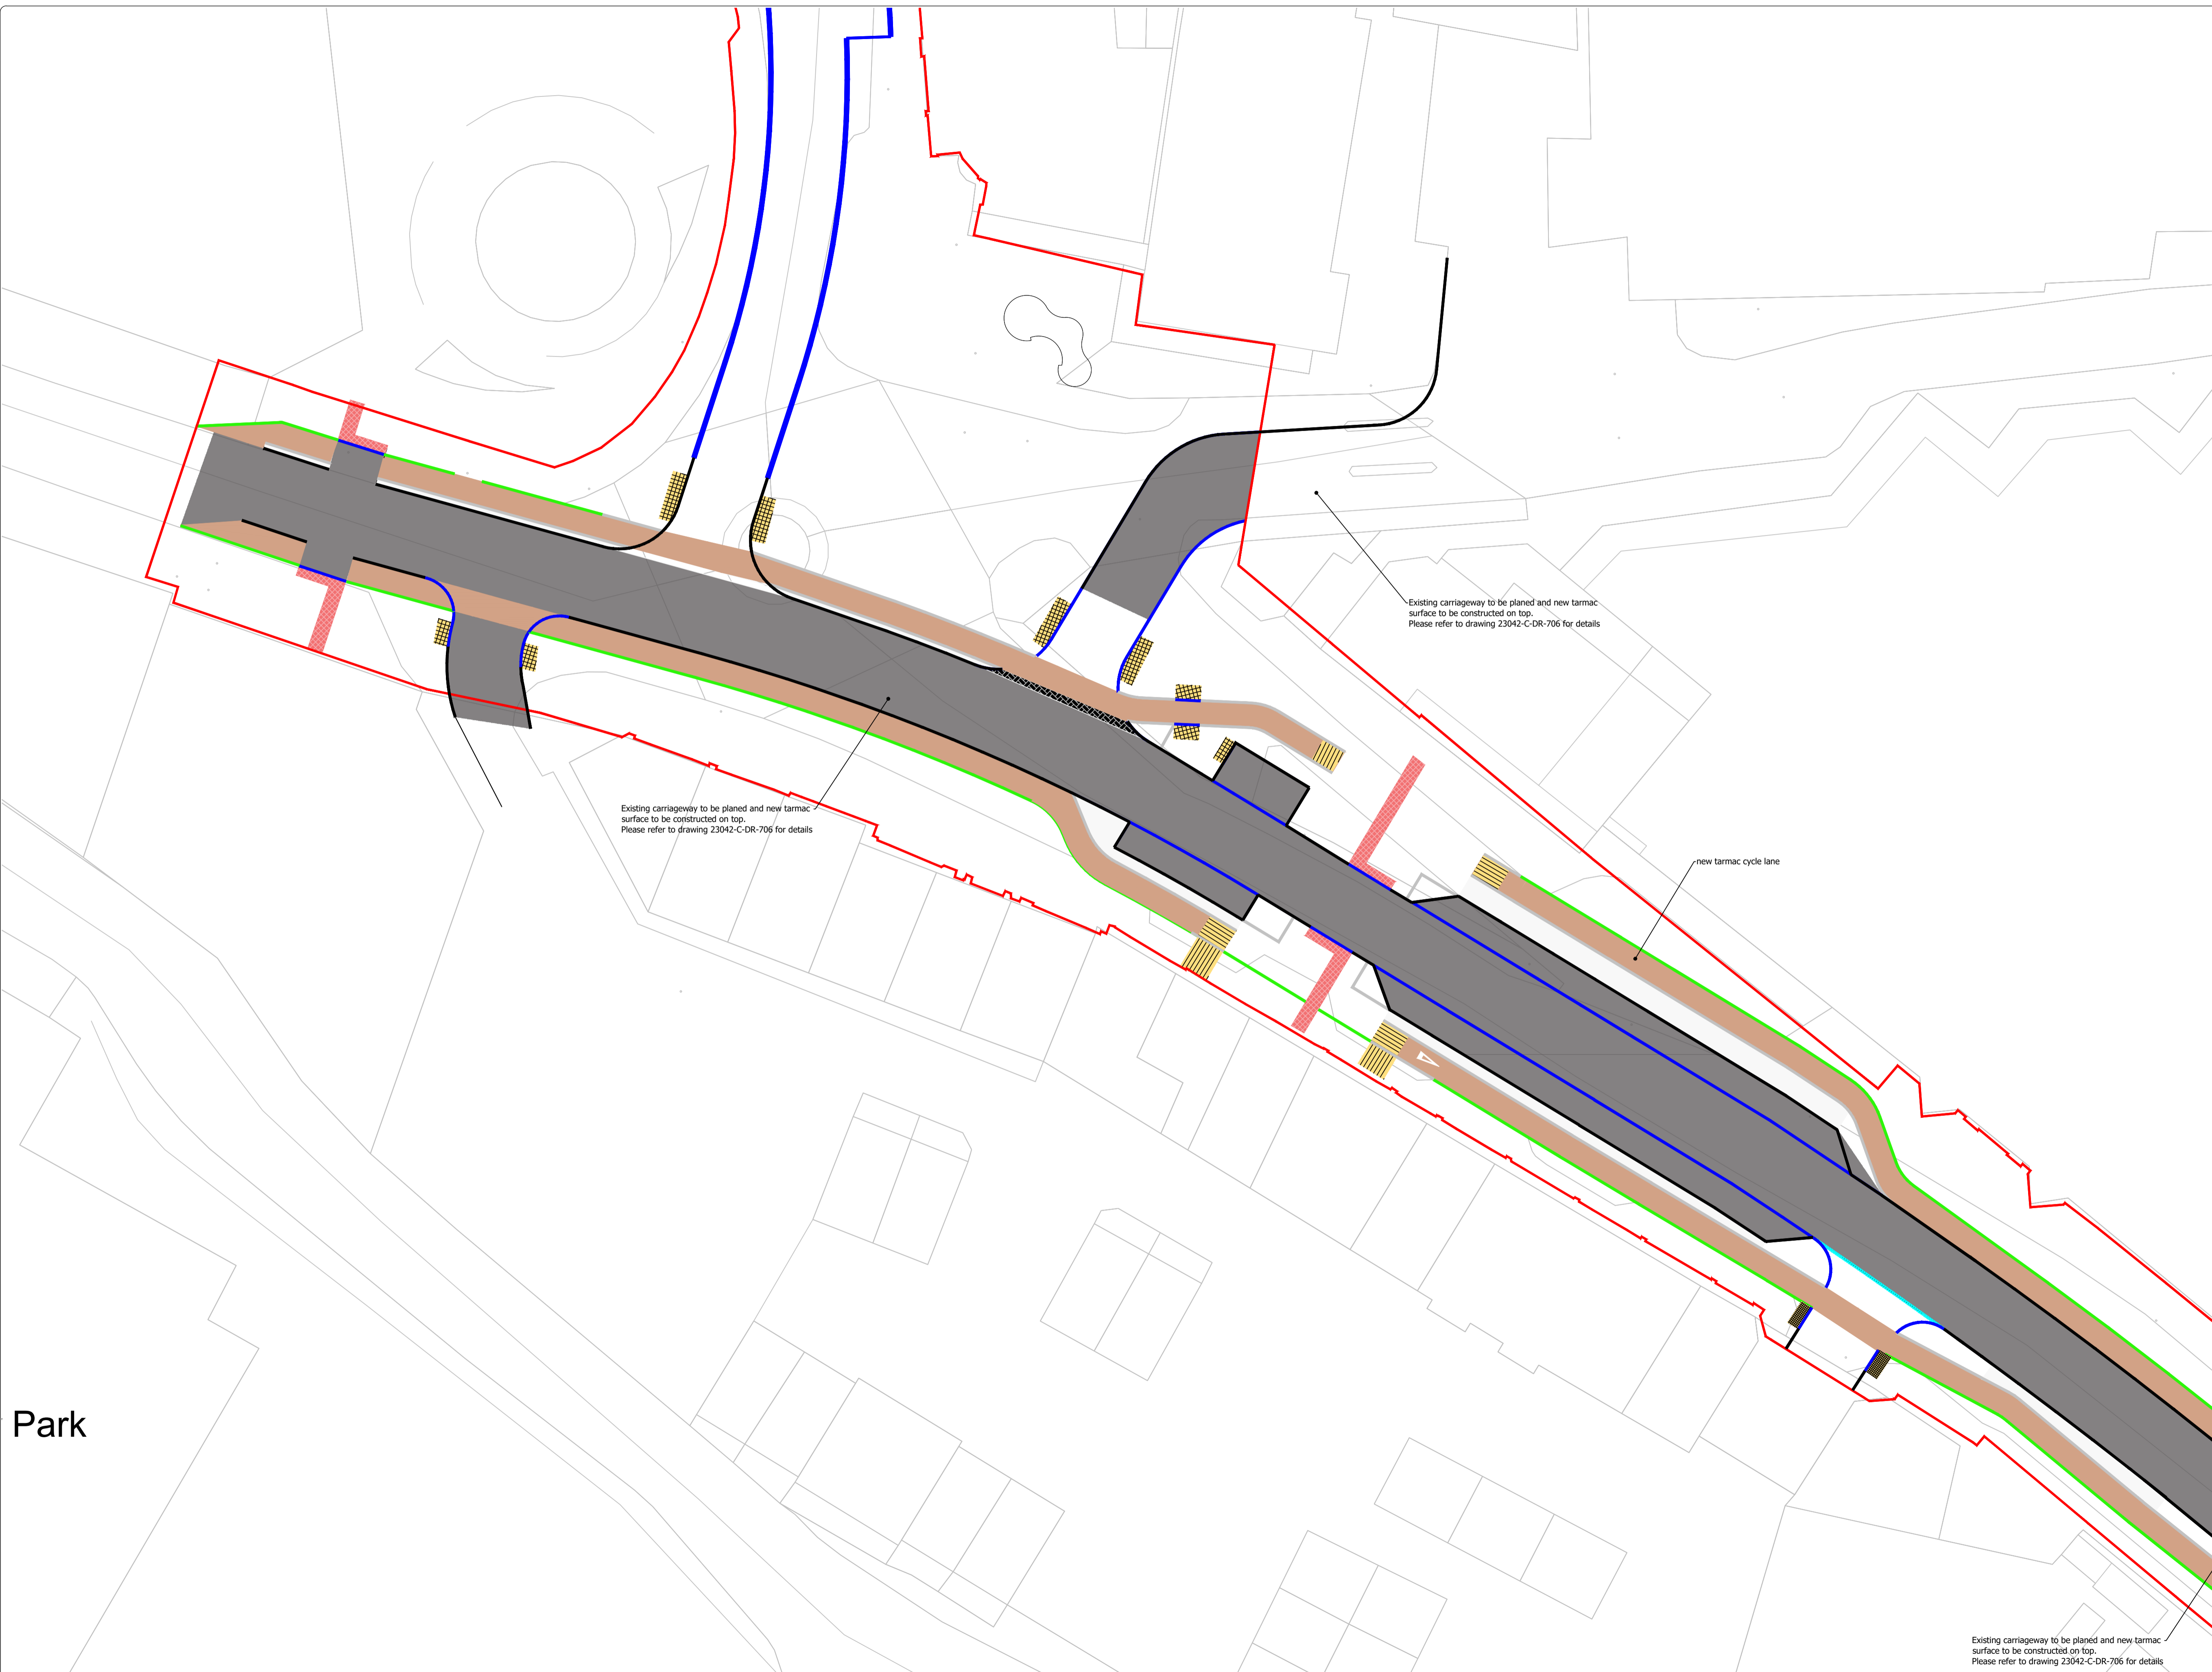 Existing carriageway to be planed and new tarmac
surface to be constructed on top.
Please refer to drawing 23042-C-DR-706 for details
Existing carriageway to be planed and new tarmac
surface to be constructed on top.
Please refer to drawing 23042-C-DR-706 for details
new tarmac cycle lane
Park
Existing carriageway to be planed and new tarmac
surface to be constructed on top.
Please refer to drawing 23042-C-DR-706 for details